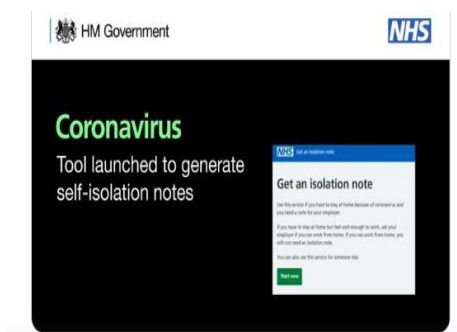 HM Government
NHS
Coronavirus
Tool launched to generate
self-isolation notes
NHS Get an isolation note
Get an isolation note
Use this service if you have to stay at home because of coronavirus and
you need a note for your employer.
If you have to stay at home but feel well enough to work, ask your
employer if you can work from home. If you can work from home, you
will not need an isolation note.
You can also use this service for someone else.
Start now